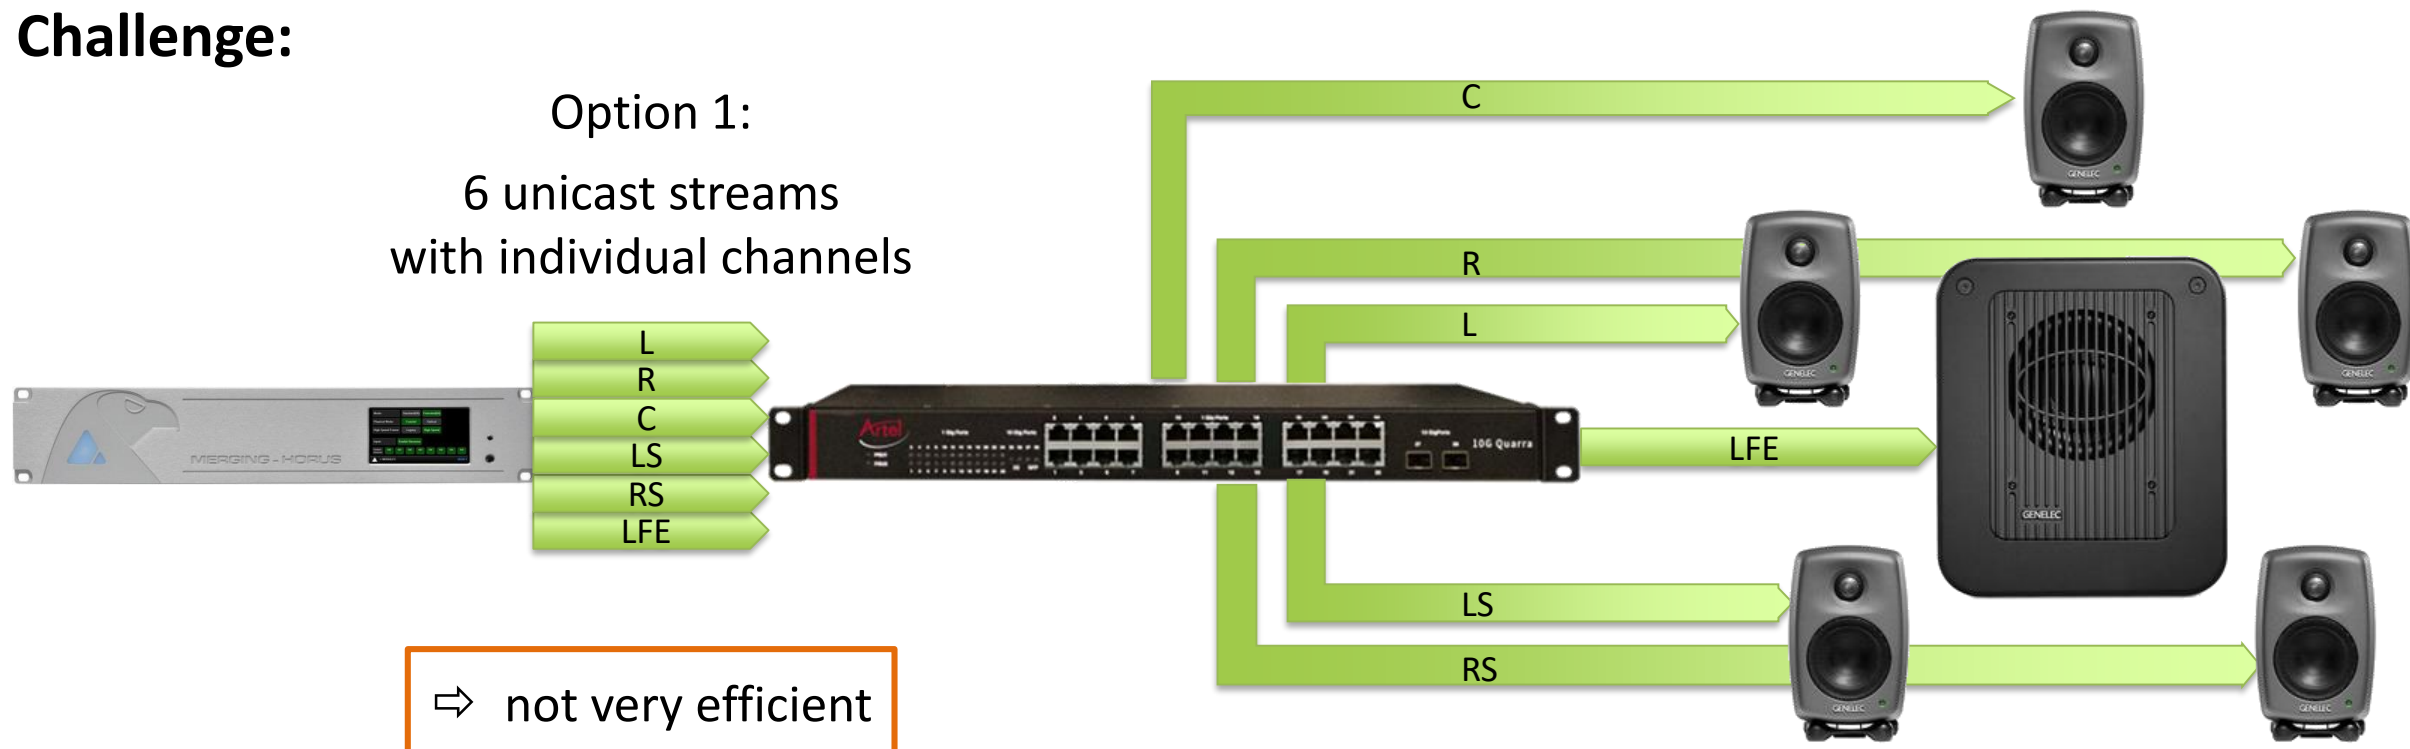 Challenge:
Option 1:
6 unicast streams
with individual channels
C
R
L
L
R
C
LS
RS
LFE
MERGING - HORUS
Artel
10G Quarra
LFE
LS
RS
GENELEC
GENELEC
GENELEC
GENELEC
GENELEC
GENELEC
⇨ not very efficient